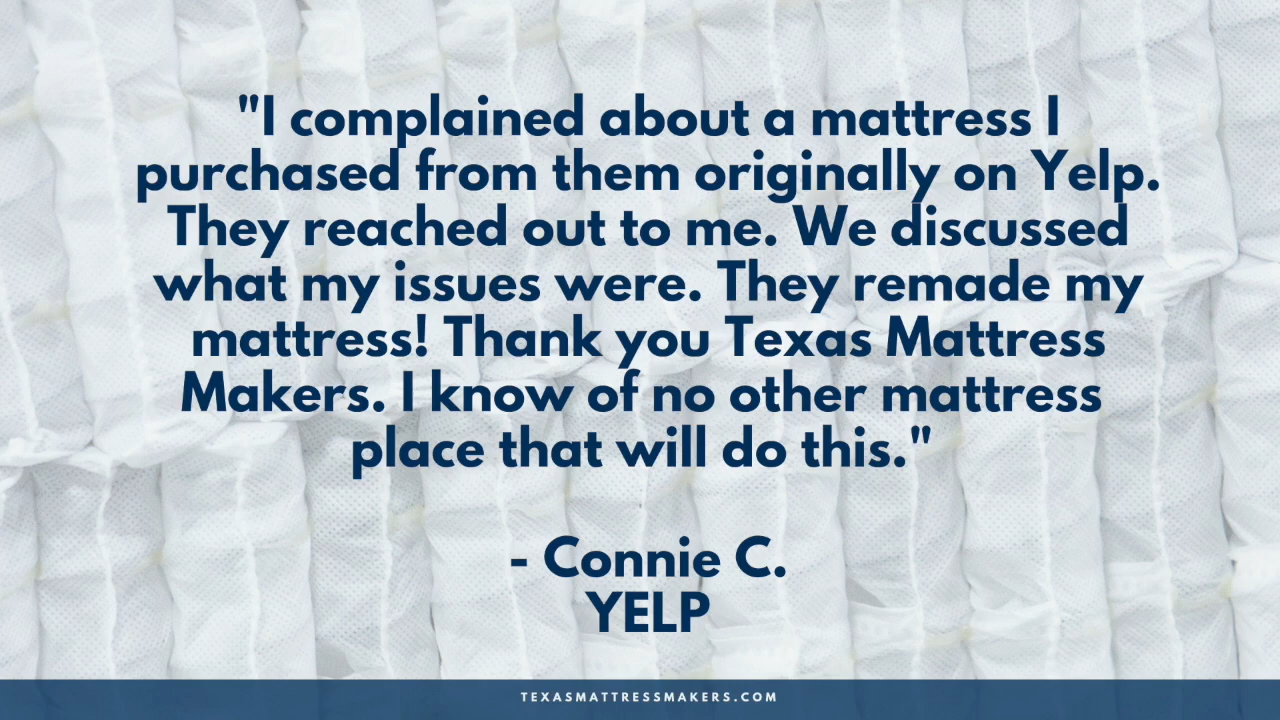 "I complained about a mattress I
purchased from them originally on Yelp.
They reached out to me. We discussed
what my issues were. They remade my
mattress! Thank you Texas Mattress
Makers. I know of no other mattress
place that will do this."
- Connie C.
YELP
TEXASMATTRESSMAKERS.COM